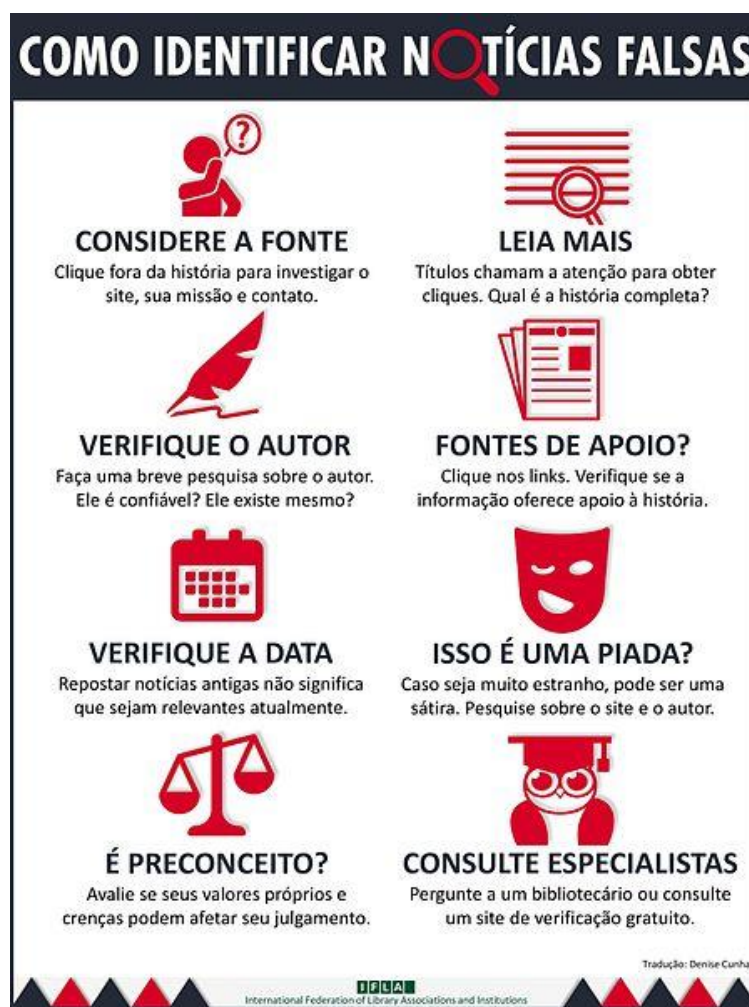 COMO IDENTIFICAR NOTÍCIAS FALSAS
?
CONSIDERE A FONTE
Clique fora da história para investigar o
site, sua missão e contato.
LEIA MAIS
Títulos chamam a atenção para obter
cliques. Qual é a história completa?
VERIFIQUE O AUTOR
Faça uma breve pesquisa sobre o autor.
Ele é confiável? Ele existe mesmo?
FONTES DE APOIO?
Clique nos links. Verifique se a
informação oferece apoio à história.
VERIFIQUE A DATA
Repostar notícias antigas não significa
que sejam relevantes atualmente.
ISSO É UMA PIADA?
Caso seja muito estranho, pode ser uma
sátira. Pesquise sobre o site e o autor.
É PRECONCEITO?
Avalie se seus valores próprios e
crenças podem afetar seu julgamento.
CONSULTE ESPECIALISTAS
Pergunte a um bibliotecário ou consulte
um site de verificação gratuito.
Tradução: Denise Cunha
IFLA
International Federation of Library Associations and Institutions